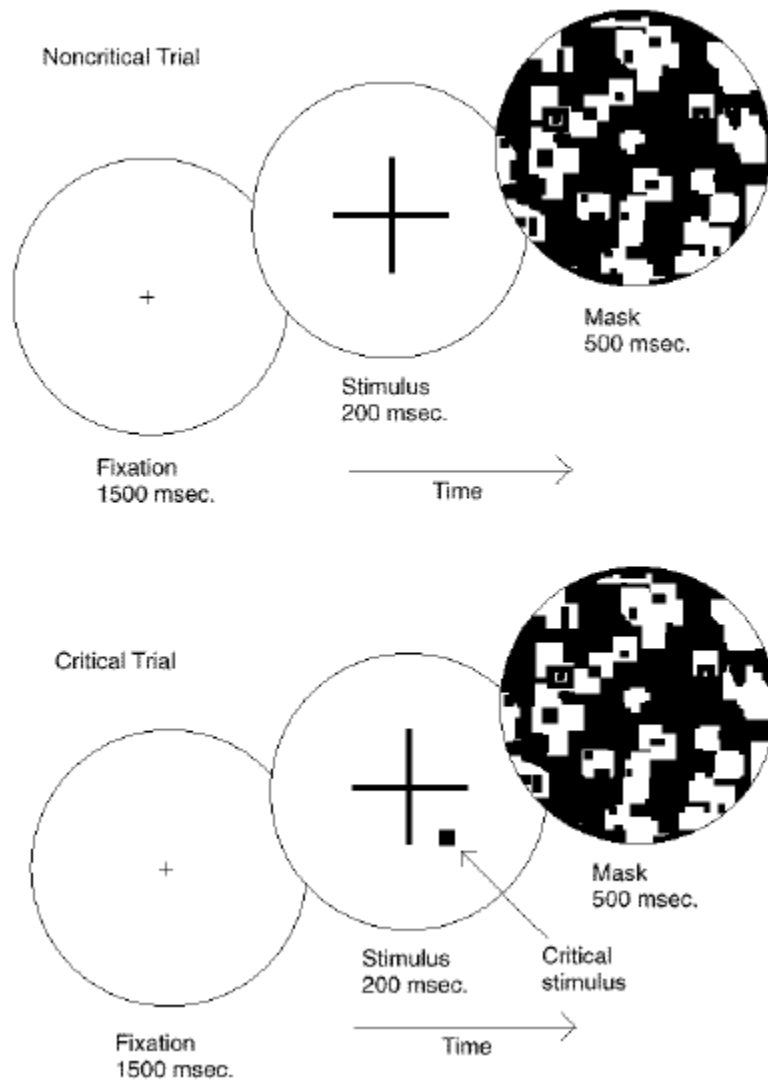 Noncritical Trial
Mask
500 msec.
Stimulus
200 msec.
Fixation
1500 msec.
Time
Critical Trial
Mask
500 msec.
Stimulus
200 msec.
Critical
stimulus
Fixation
1500 msec.
Time